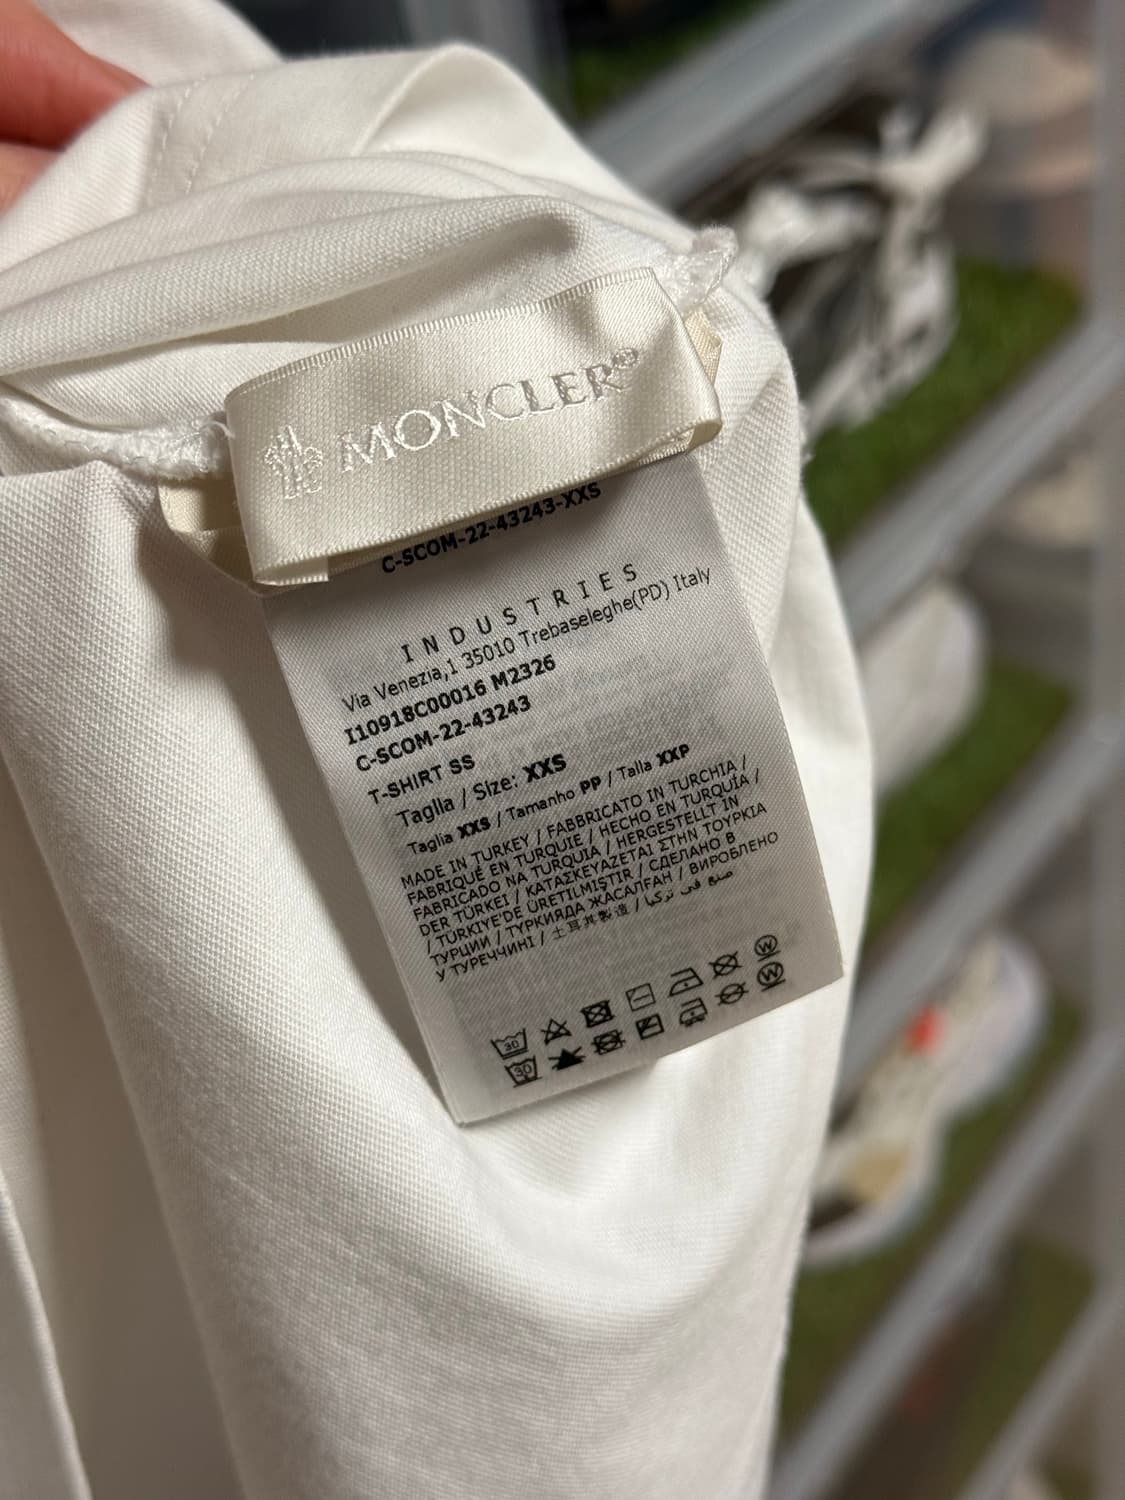 MONCLER®
C-SCOM-22-43243-XXS
INDUSTRIES
Via Venezia,1 35010 Trebaseleghe(PD) Italy
I10918C00016 M2326
C-SCOM-22-43243
T-SHIRT SS
Taglia / Size: XXS
Taglia XXS / Tamanho PP / Talla XXP
MADE IN TURKEY / FABBRICATO IN TURCHIA /
FABRIQUÉ EN TURQUIE / HECHO EN TURQUÍA /
FABRICADO NA TURQUIA / HERGESTELLT IN
DER TÜRKEI / ΚΑΤΑΣΚΕΥΑΖΕΤΑΙ ΣΤΗΝ ΤΟΥΡΚΙΑ
/ TÜRKIYE'DE ÜRETILMIŞTIR / СДЕЛАНО В
ТУРЦИИ / ТҮРКИЯДА ЖАСАЛҒАН / ВИРОБЛЕНО
У ТУРЕЧЧИНІ / 土耳其製造 / صنع في تركيا
30 W
30 W